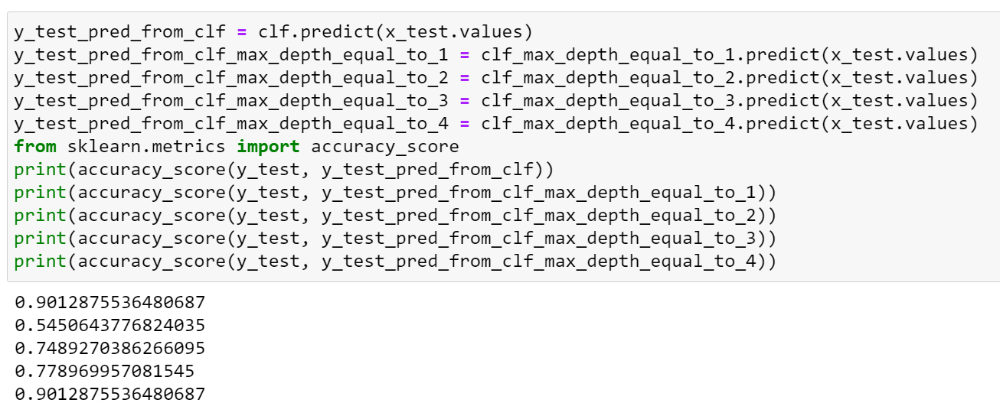 y_test_pred_from_clf = clf.predict(x_test.values)
y_test_pred_from_clf_max_depth_equal_to_1 = clf_max_depth_equal_to_1.predict(x_test.values)
y_test_pred_from_clf_max_depth_equal_to_2 = clf_max_depth_equal_to_2.predict(x_test.values)
y_test_pred_from_clf_max_depth_equal_to_3 = clf_max_depth_equal_to_3.predict(x_test.values)
y_test_pred_from_clf_max_depth_equal_to_4 = clf_max_depth_equal_to_4.predict(x_test.values)
from sklearn.metrics import accuracy_score
print(accuracy_score(y_test, y_test_pred_from_clf))
print(accuracy_score(y_test, y_test_pred_from_clf_max_depth_equal_to_1))
print(accuracy_score(y_test, y_test_pred_from_clf_max_depth_equal_to_2))
print(accuracy_score(y_test, y_test_pred_from_clf_max_depth_equal_to_3))
print(accuracy_score(y_test, y_test_pred_from_clf_max_depth_equal_to_4))
0.9012875536480687
0.5450643776824035
0.7489270386266095
0.778969957081545
0.9012875536480687